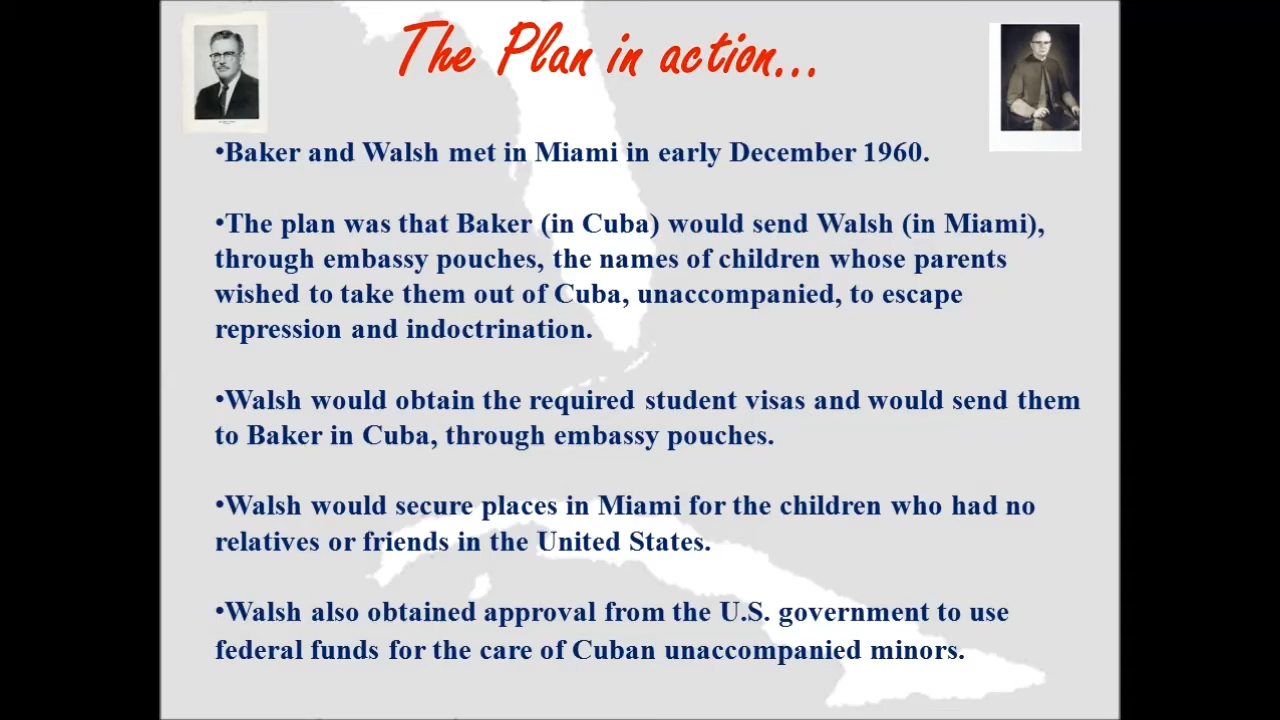 The Plan in action...
•Baker and Walsh met in Miami in early December 1960.
•The plan was that Baker (in Cuba) would send Walsh (in Miami),
through embassy pouches, the names of children whose parents
wished to take them out of Cuba, unaccompanied, to escape
repression and indoctrination.
•Walsh would obtain the required student visas and would send them
to Baker in Cuba, through embassy pouches.
•Walsh would secure places in Miami for the children who had no
relatives or friends in the United States.
•Walsh also obtained approval from the U.S. government to use
federal funds for the care of Cuban unaccompanied minors.